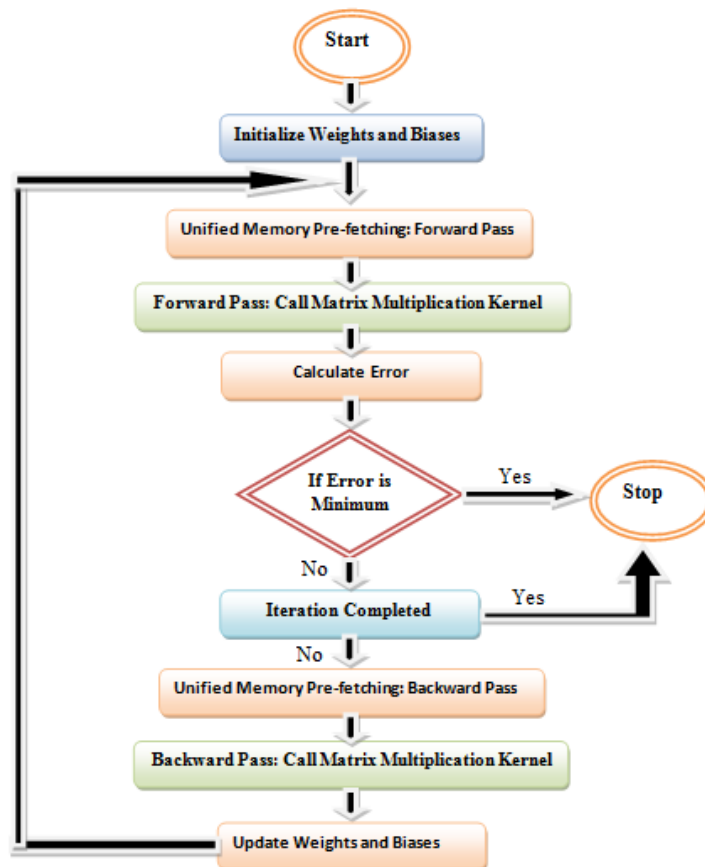 Start
Initialize Weights and Biases
Unified Memory Pre-fetching: Forward Pass
Forward Pass: Call Matrix Multiplication Kernel
Calculate Error
If Error is
Minimum
Yes
Stop
No
Iteration Completed
Yes
No
Unified Memory Pre-fetching: Backward Pass
Backward Pass: Call Matrix Multiplication Kernel
Update Weights and Biases